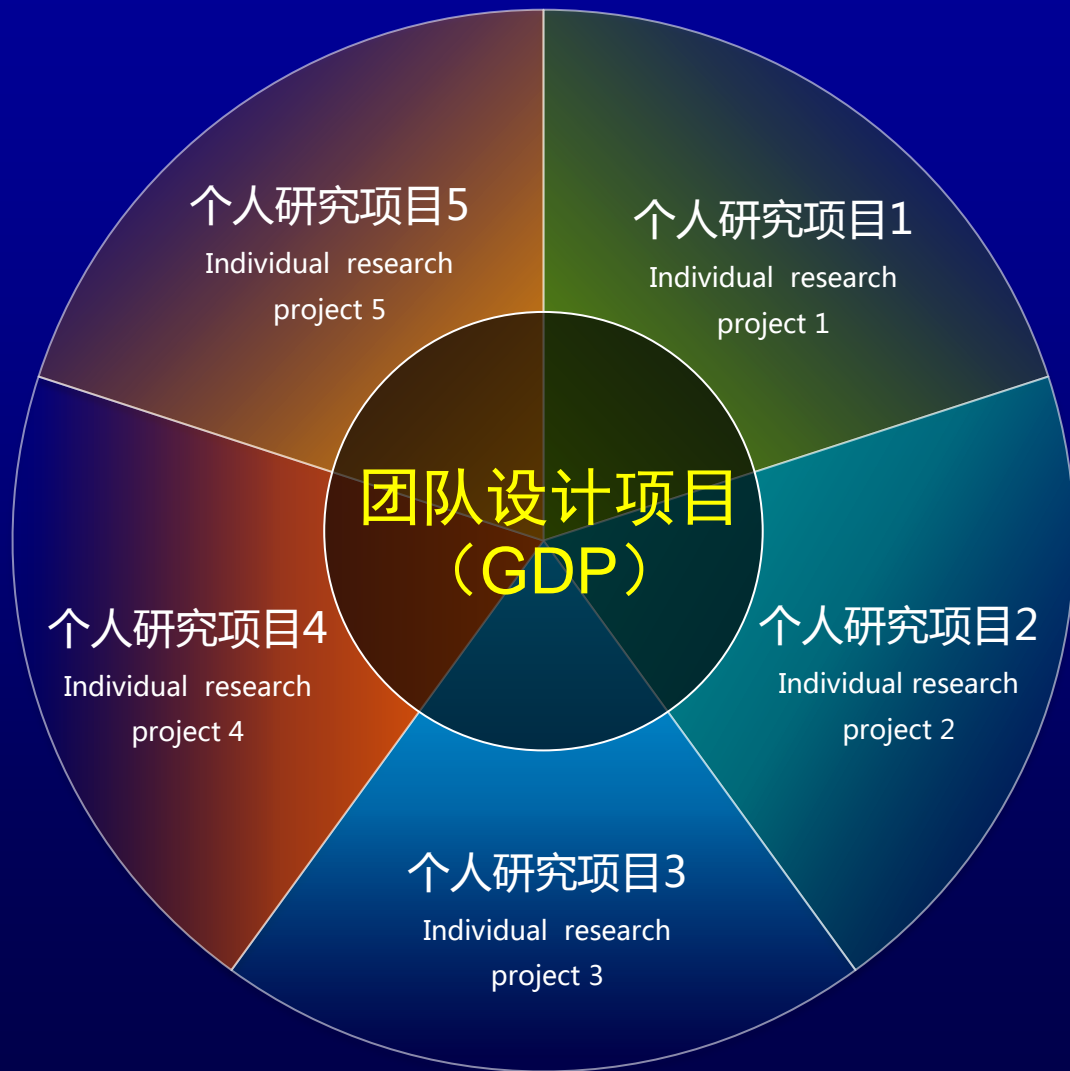 个人研究项目5
Individual research
project 5
个人研究项目1
Individual research
project 1
团队设计项目
（GDP）
个人研究项目4
Individual research
project 4
个人研究项目2
Individual research
project 2
个人研究项目3
Individual research
project 3